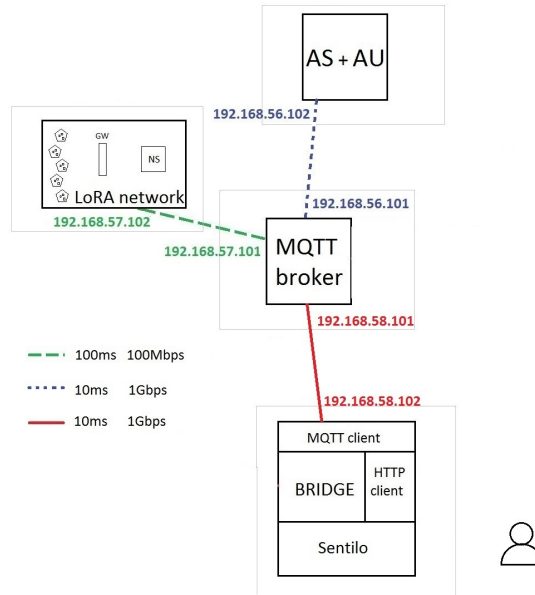 AS + AU
192.168.56.102
GW
NS
LoRA network
192.168.57.102
192.168.56.101
192.168.57.101
MQTT
broker
192.168.58.101
100ms 100Mbps
10ms 1Gbps
10ms 1Gbps
192.168.58.102
MQTT client
BRIDGE
HTTP
client
Sentilo